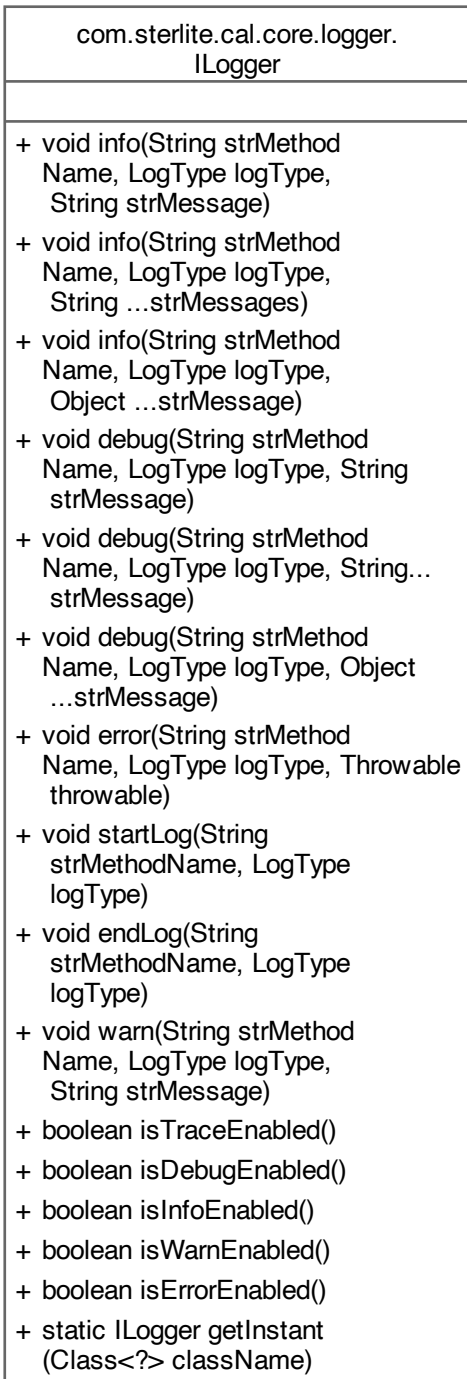 com.sterlite.cal.core.logger.
ILogger
+ void info(String strMethod
Name, LogType logType,
String strMessage)
+ void info(String strMethod
Name, LogType logType,
String ...strMessages)
+ void info(String strMethod
Name, LogType logType,
Object ...strMessage)
+ void debug(String strMethod
Name, LogType logType, String
strMessage)
+ void debug(String strMethod
Name, LogType logType, String...
strMessage)
+ void debug(String strMethod
Name, LogType logType, Object
...strMessage)
+ void error(String strMethod
Name, LogType logType, Throwable
throwable)
+ void startLog(String
strMethodName, LogType
logType)
+ void endLog(String
strMethodName, LogType
logType)
+ void warn(String strMethod
Name, LogType logType,
String strMessage)
+ boolean isTraceEnabled()
+ boolean isDebugEnabled()
+ boolean isInfoEnabled()
+ boolean isWarnEnabled()
+ boolean isErrorEnabled()
+ static ILogger getInstant
(Class<?> className)